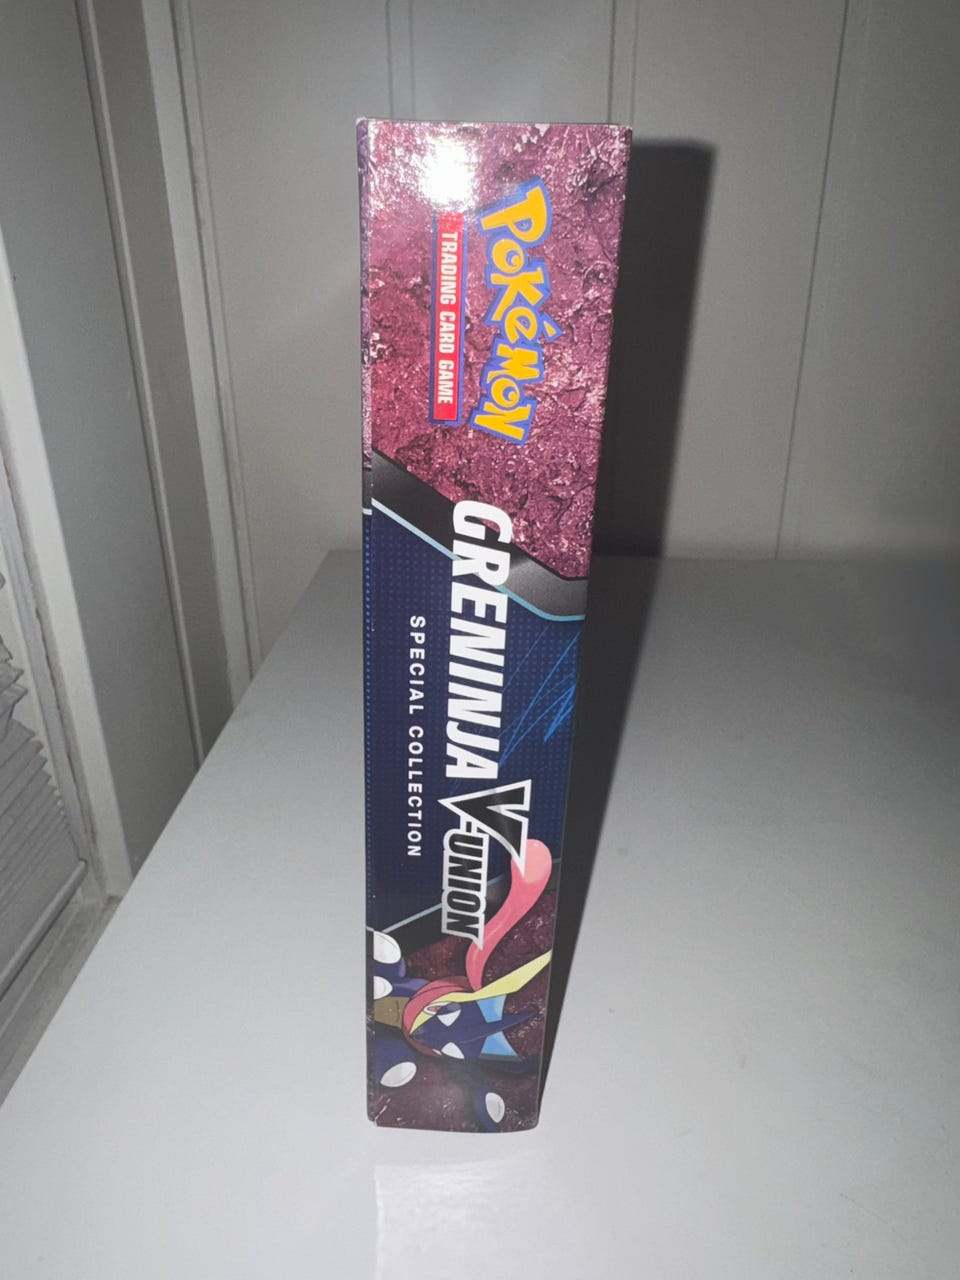 Pokémon
TRADING CARD GAME
GRENINJA V-UNION
SPECIAL COLLECTION